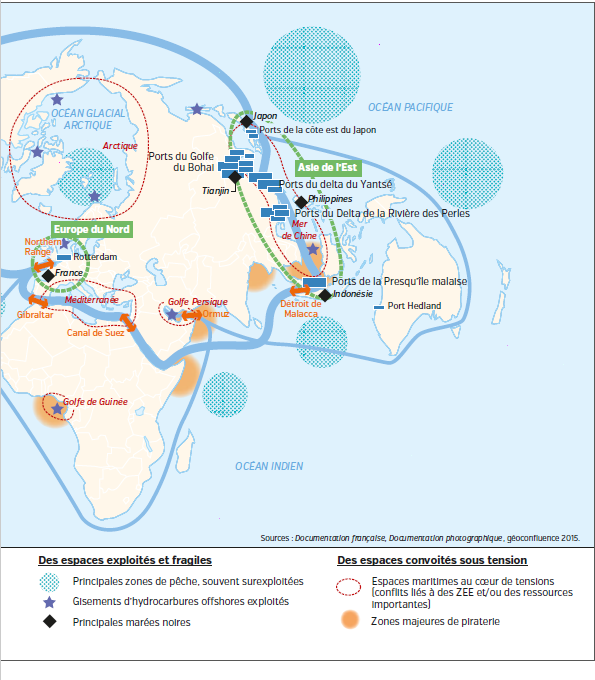 OCÉAN GLACIAL
ARCTIQUE
Arctique
OCÉAN PACIFIQUE
Japon
Ports de la côte est du Japon
Ports du Golfe
du Bohai
Tianjin
Asie de l'Est
Ports du delta du Yantsé
Philippines
Ports du Delta de la Rivière des Perles
Mer
de Chine
Europe du Nord
Northern
Range
Rotterdam
France
Méditerranée
Gibraltar
Canal de Suez
Golfe Persique
Ormuz
Ports de la Presqu'île malaise
Indonésie
Détroit de
Malacca
Port Hedland
Golfe de Guinée
OCÉAN INDIEN
Sources : Documentation française, Documentation photographique, géoconfluence 2015.
Des espaces exploités et fragiles
Principales zones de pêche, souvent surexploitées
Gisements d'hydrocarbures offshores exploités
Principales marées noires
Des espaces convoités sous tension
Espaces maritimes au cœur de tensions
(conflits liés à des ZEE et/ou des ressources
importantes)
Zones majeures de piraterie